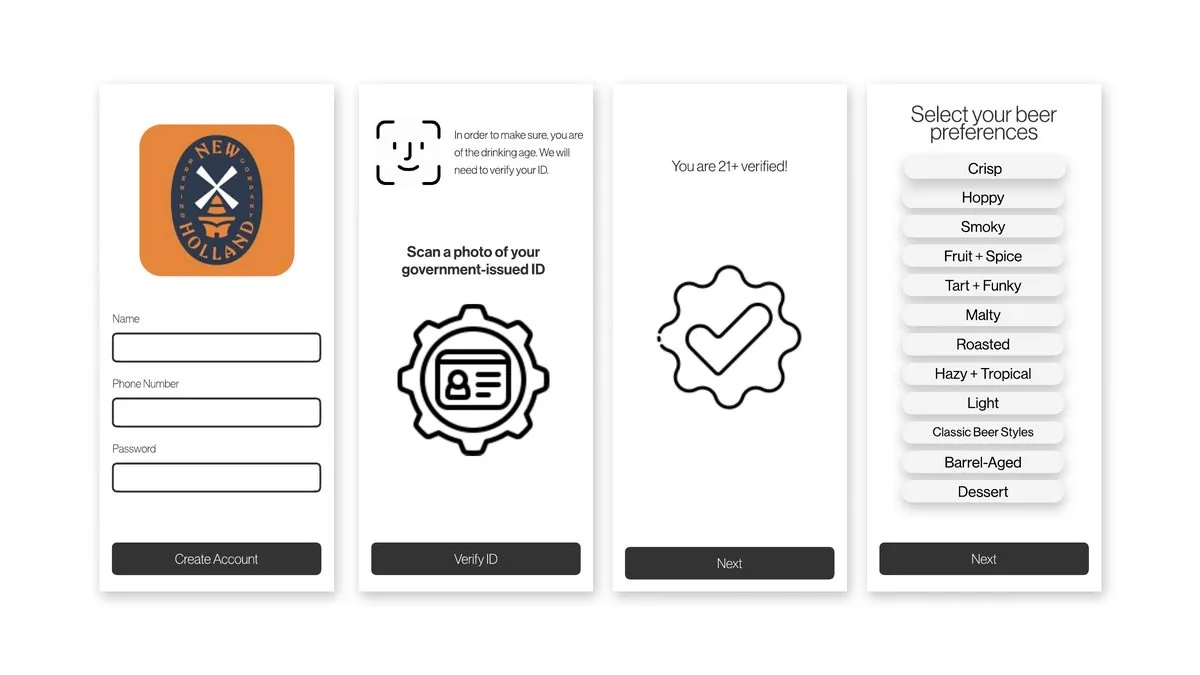 NEW
BREWING
COMPANY
HOLLAND
Name
Phone Number
Password
Create Account
In order to make sure, you are
of the drinking age. We will
need to verify your ID.
Scan a photo of your
government-issued ID
Verify ID
You are 21+ verified!
Next
Select your beer
preferences
Crisp
Hoppy
Smoky
Fruit + Spice
Tart + Funky
Malty
Roasted
Hazy + Tropical
Light
Classic Beer Styles
Barrel-Aged
Dessert
Next